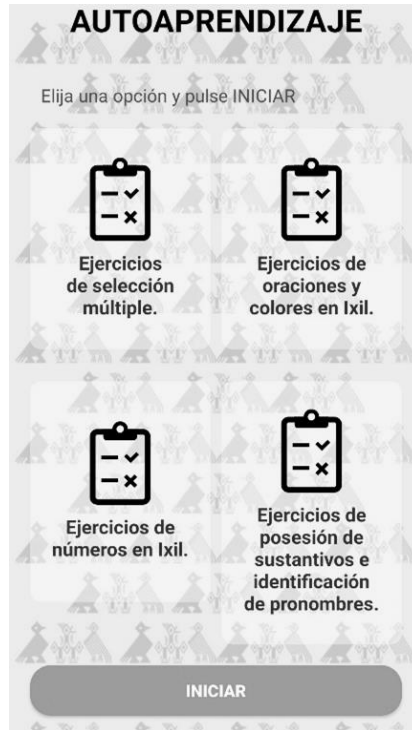 AUTOAPRENDIZAJE
Elija una opción y pulse INICIAR
Ejercicios
de selección
múltiple.
Ejercicios de
oraciones y
colores en Ixil.
Ejercicios de
números en Ixil.
Ejercicios de
posesión de
sustantivos e
identificación
de pronombres.
INICIAR